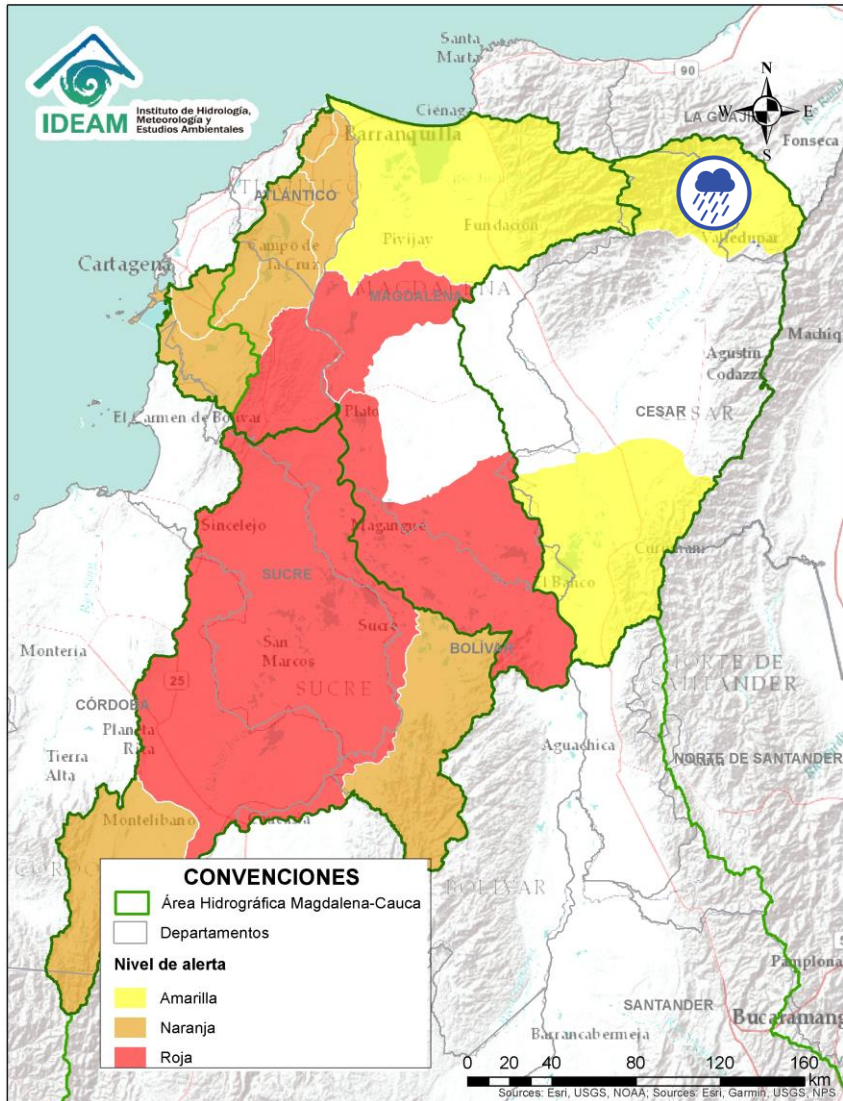 Santa
Marta
90
N
IDEAM
Instituto de Hidrología,
Meteorología y
Estudios Ambientales
Ciénaga
W
E
LA GUAJIR
S
Fonseca
Barranquilla
ATLÁNTICO
Fundación
Pivijay
Valledupar
Campo de
la Cruz
Cartagena
MAGDALENA
MAGDALENA
Machiq
Agustín
Codazzi
CESAR
CESAR
El Carmen de Bolívar
Plato
Sincelejo
Magangué
Curumaní
SUCRE
El Banco
Sucre
Montería
San
Marcos
BOLÍVAR
SUCRE
25
NORTE DE
SANTANDER
CÓRDOBA
Planeta
Rica
Aguachica
Tierra
Alta
NORTE DE SANTANDER
Montelíbano
Caucasia
BOLÍVAR
CONVENCIONES
Área Hidrográfica Magdalena-Cauca
Departamentos
Nivel de alerta
Amarilla
Naranja
Roja
Pamplona
SANTANDER
Bucaramang
Barrancabermeja
0 20 40 80 120 160
km
Sources: Esri, USGS, NOAA; Sources: Esri, Garmin, USGS, NPS